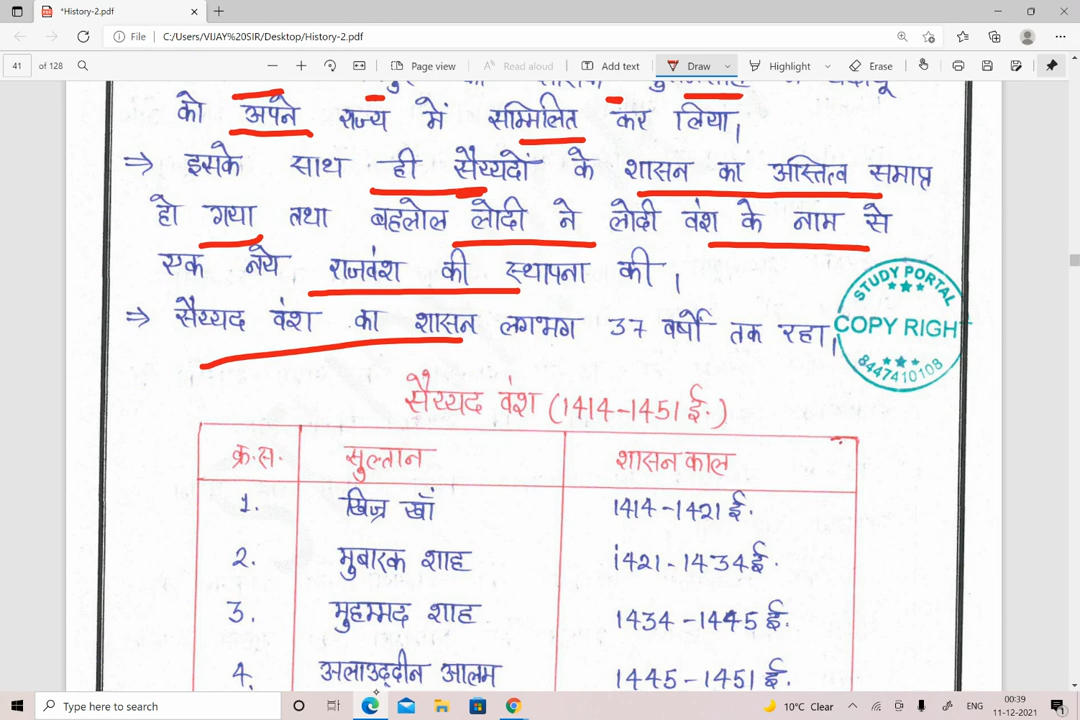 *History-2.pdf
File C:/Users/VIJAY%20SIR/Desktop/History-2.pdf
41 of 128 Page view Read aloud Add text Draw Highlight Erase
को अपने राज्य में सम्मिलित कर लिया।
⇒ इसके साथ ही सैय्यदों के शासन का अस्तित्व समाप्त
हो गया तथा बहलोल लोदी ने लोदी वंश के नाम से
एक नये राजवंश की स्थापना की।
⇒ सैय्यद वंश का शासन लगभग 37 वर्षों तक रहा।
STUDY PORTAL
COPY RIGHT
8447410108
सैय्यद वंश (1414-1451 ई.)
क्र.स. सुल्तान शासन काल
1. खिज्र खाँ 1414-1421 ई.
2. मुबारक शाह 1421-1434 ई.
3. मुहम्मद शाह 1434-1445 ई.
4. अलाउद्दीन आलम 1445-1451 ई.
Type here to search 10°C Clear ENG 00:39
11-12-2021 1